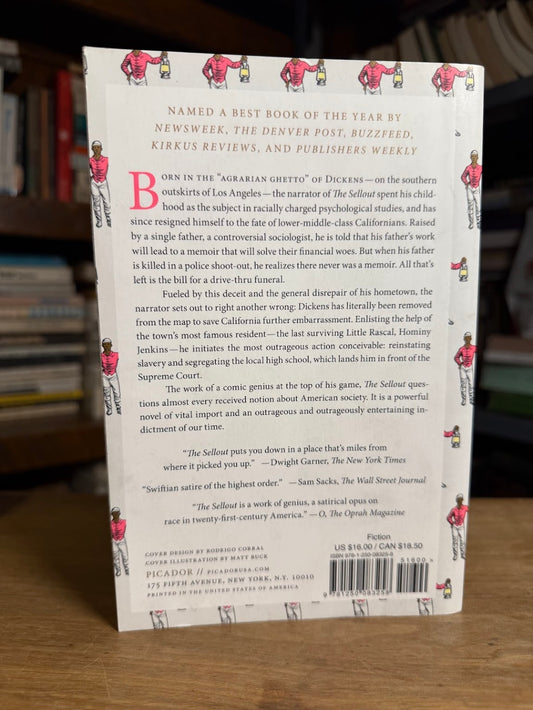 NAMED A BEST BOOK OF THE YEAR BY
NEWSWEEK, THE DENVER POST, BUZZFEED,
KIRKUS REVIEWS, AND PUBLISHERS WEEKLY
BORN IN THE "AGRARIAN GHETTO" OF DICKENS—on the southern
outskirts of Los Angeles—the narrator of The Sellout spent his child-
hood as the subject in racially charged psychological studies, and has
since resigned himself to the fate of lower-middle-class Californians. Raised
by a single father, a controversial sociologist, he is told that his father's work
will lead to a memoir that will solve their financial woes. But when his father
is killed in a police shoot-out, he realizes there never was a memoir. All that's
left is the bill for a drive-thru funeral.
Fueled by this deceit and the general disrepair of his hometown, the
narrator sets out to right another wrong: Dickens has literally been removed
from the map to save California further embarrassment. Enlisting the help of
the town's most famous resident—the last surviving Little Rascal, Hominy
Jenkins—he initiates the most outrageous action conceivable: reinstating
slavery and segregating the local high school, which lands him in front of the
Supreme Court.
The work of a comic genius at the top of his game, The Sellout ques-
tions almost every received notion about American society. It is a powerful
novel of vital import and an outrageous and outrageously entertaining in-
dictment of our time.
"The Sellout puts you down in a place that's miles from
where it picked you up." —Dwight Garner, The New York Times
"Swiftian satire of the highest order." —Sam Sacks, The Wall Street Journal
"The Sellout is a work of genius, a satirical opus on
race in twenty-first-century America." —O, The Oprah Magazine
Fiction
US $16.00 / CAN $18.50
ISBN 978-1-250-08325-8
51600
9 781250 083258
COVER DESIGN BY RODRIGO CORRAL
COVER ILLUSTRATION BY MATT BUCK
PICADOR // PICADORUSA.COM
175 FIFTH AVENUE, NEW YORK, N.Y. 10010
PRINTED IN THE UNITED STATES OF AMERICA